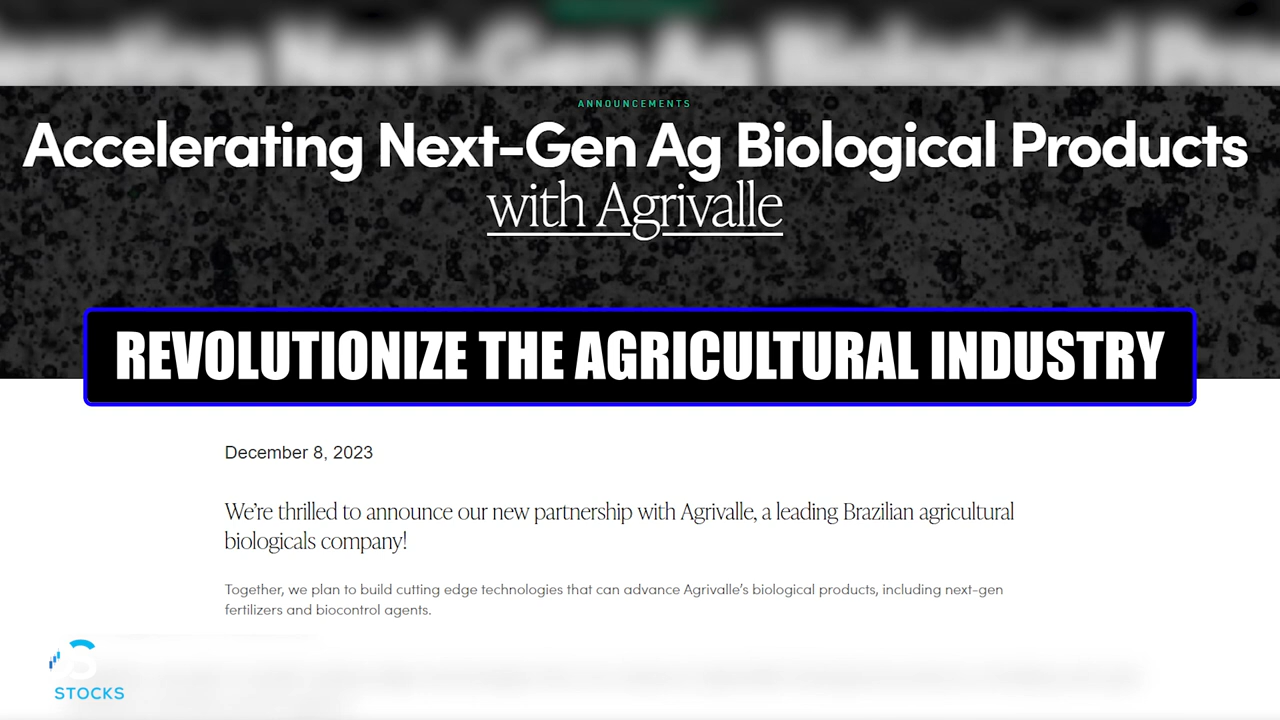 ANNOUNCEMENTS
Accelerating Next-Gen Ag Biological Products
with Agrivalle
REVOLUTIONIZE THE AGRICULTURAL INDUSTRY
December 8, 2023
We're thrilled to announce our new partnership with Agrivalle, a leading Brazilian agricultural
biologicals company!
Together, we plan to build cutting edge technologies that can advance Agrivalle's biological products, including next-gen
fertilizers and biocontrol agents.
STOCKS